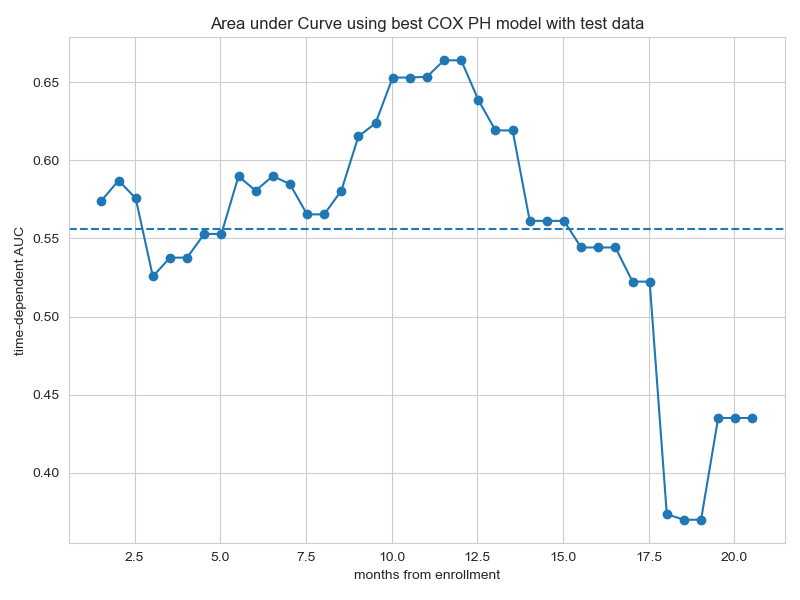 Area under Curve using best COX PH model with test data
time-dependent AUC
0.65
0.60
0.55
0.50
0.45
0.40
2.5 5.0 7.5 10.0 12.5 15.0 17.5 20.0
months from enrollment